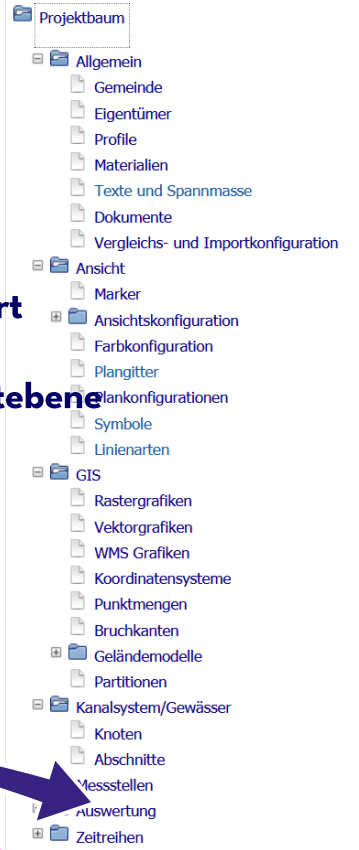 Projektbaum
Allgemein
Gemeinde
Eigentümer
Profile
Materialien
Texte und Spannmasse
Dokumente
Vergleichs- und Importkonfiguration
Ansicht
Marker
rt
Ansichtskonfiguration
Farbkonfiguration
Plangitter
tebene
Plankonfigurationen
Symbole
Linienarten
GIS
Rastergrafiken
Vektorgrafiken
WMS Grafiken
Koordinatensysteme
Punktmengen
Bruchkanten
Geländemodelle
Partitionen
Kanalsystem/Gewässer
Knoten
Abschnitte
Messstellen
Auswertung
Zeitreihen